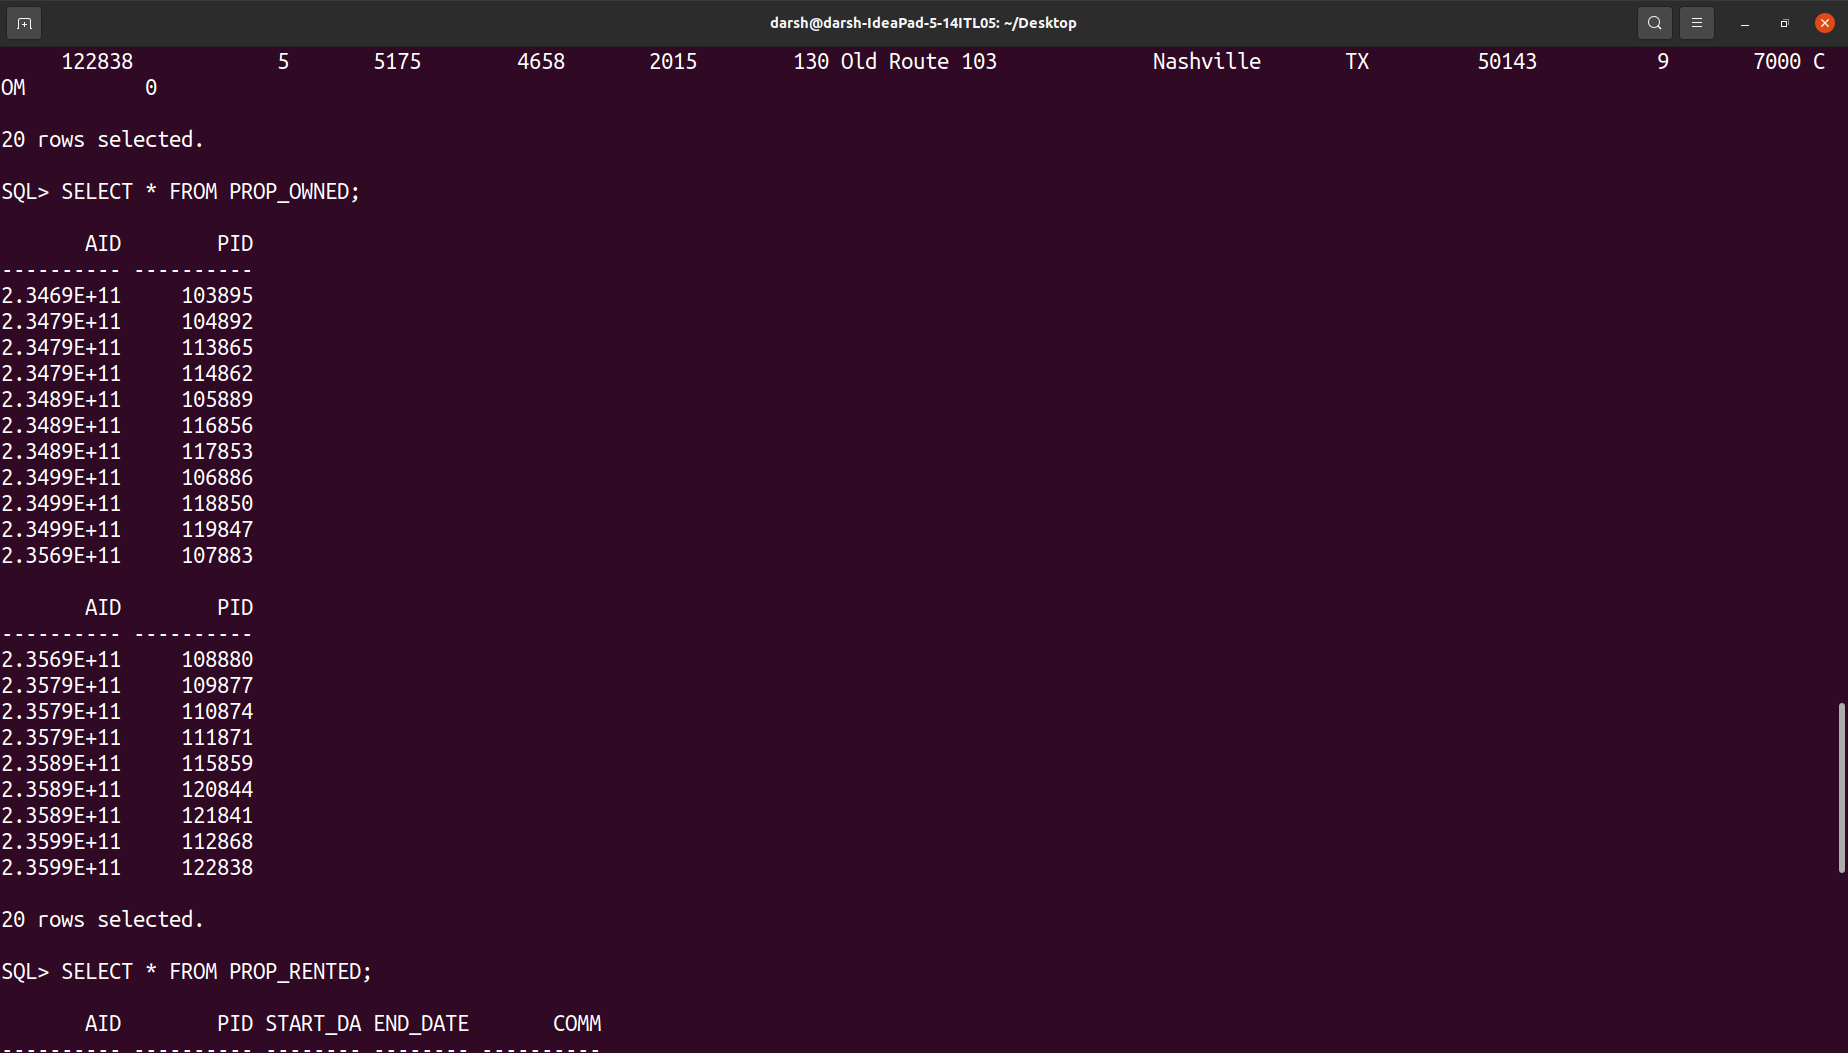 darsh@darsh-IdeaPad-5-14ITL05: ~/Desktop
     122838            5       5175        4658       2015        130 Old Route 103             Nashville       TX         50143          9       7000 C
OM          0
20 rows selected.
SQL> SELECT * FROM PROP_OWNED;
       AID        PID
---------- ----------
2.3469E+11     103895
2.3479E+11     104892
2.3479E+11     113865
2.3479E+11     114862
2.3489E+11     105889
2.3489E+11     116856
2.3489E+11     117853
2.3499E+11     106886
2.3499E+11     118850
2.3499E+11     119847
2.3569E+11     107883
       AID        PID
---------- ----------
2.3569E+11     108880
2.3579E+11     109877
2.3579E+11     110874
2.3579E+11     111871
2.3589E+11     115859
2.3589E+11     120844
2.3589E+11     121841
2.3599E+11     112868
2.3599E+11     122838
20 rows selected.
SQL> SELECT * FROM PROP_RENTED;
       AID        PID START_DA END_DATE       COMM
---------- ---------- -------- -------- ----------